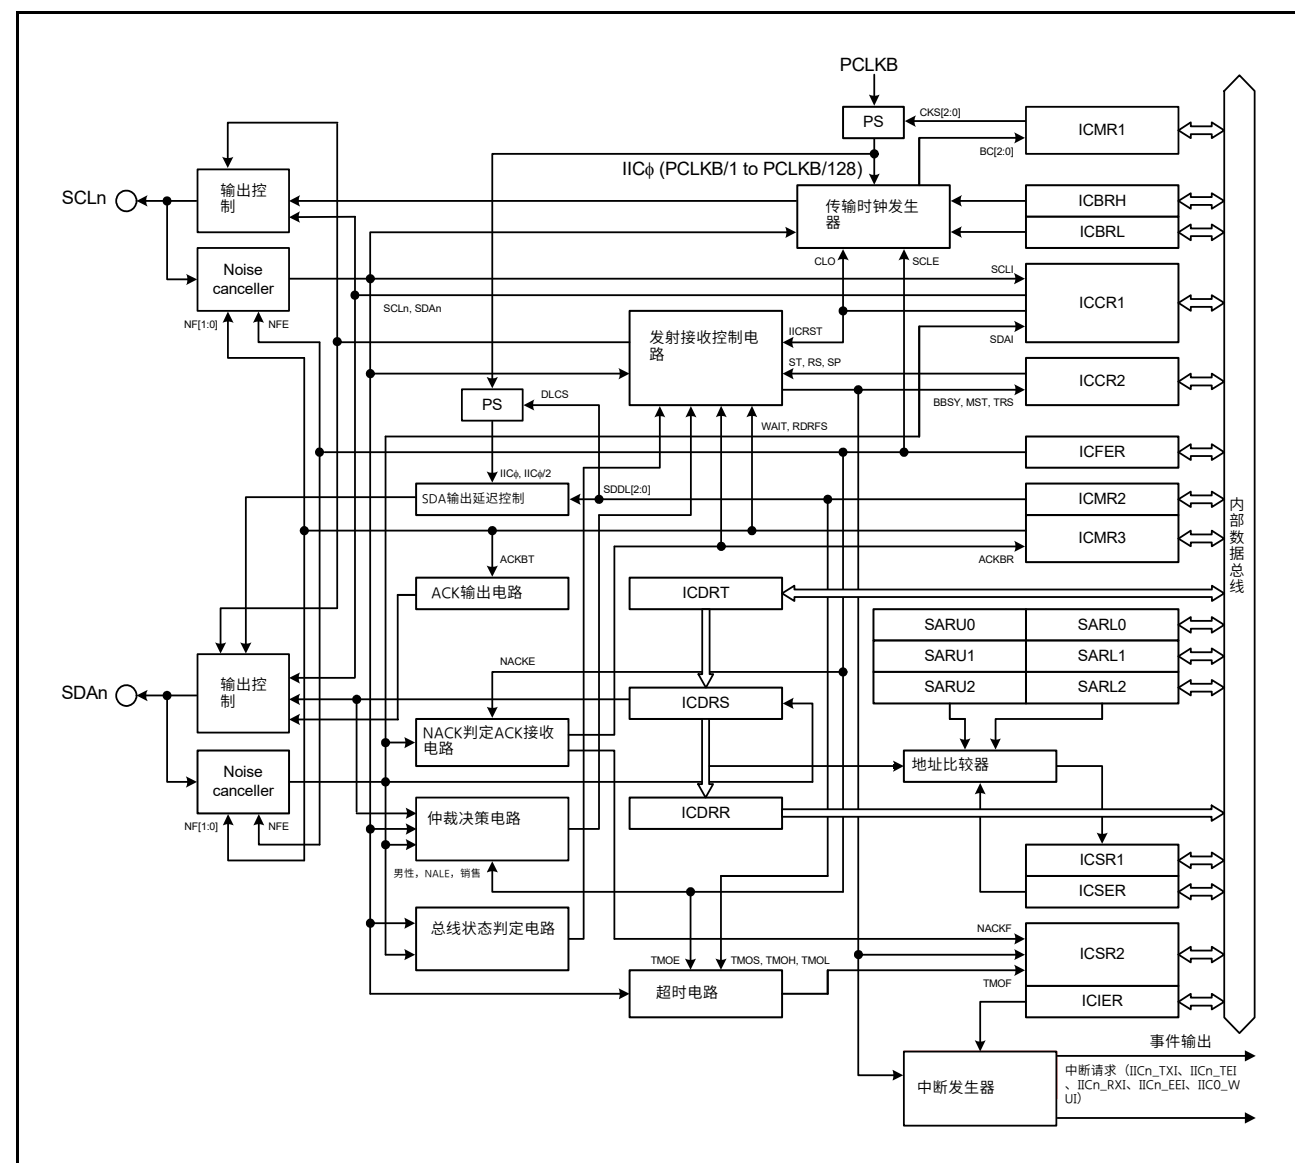 PCLKB
PS
CKS[2:0]
ICMR1
BC[2:0]
IICϕ (PCLKB/1 to PCLKB/128)
SCLn
输出控
制
传输时钟发生
器
ICBRH
ICBRL
Noise
canceller
CLO
SCLE
SCLI
ICCR1
SCLn, SDAn
NF[1:0]
NFE
发射接收控制电
路
IICRST
SDAI
ST, RS, SP
ICCR2
BBSY, MST, TRS
PS
DLCS
WAIT, RDRFS
ICFER
IICϕ, IICϕ/2
SDA输出延迟控制
SDDL[2:0]
ICMR2
ICMR3
内
部
数
据
总
线
ACKBT
ACKBR
ACK输出电路
ICDRT
SARU0
SARL0
SARU1
SARL1
SARU2
SARL2
NACKE
SDAn
输出控
制
ICDRS
NACK判定ACK接收
电路
地址比较器
Noise
canceller
ICDRR
NF[1:0]
NFE
仲裁决策电路
男性，NALE，销售
ICSR1
ICSER
总线状态判定电路
NACKF
ICSR2
TMOE
TMOS, TMOH, TMOL
TMOF
超时电路
ICIER
事件输出
中断发生器
中断请求（IICn_TXI、IICn_TEI
、IICn_RXI、IICn_EEI、IIC0_W
UI）